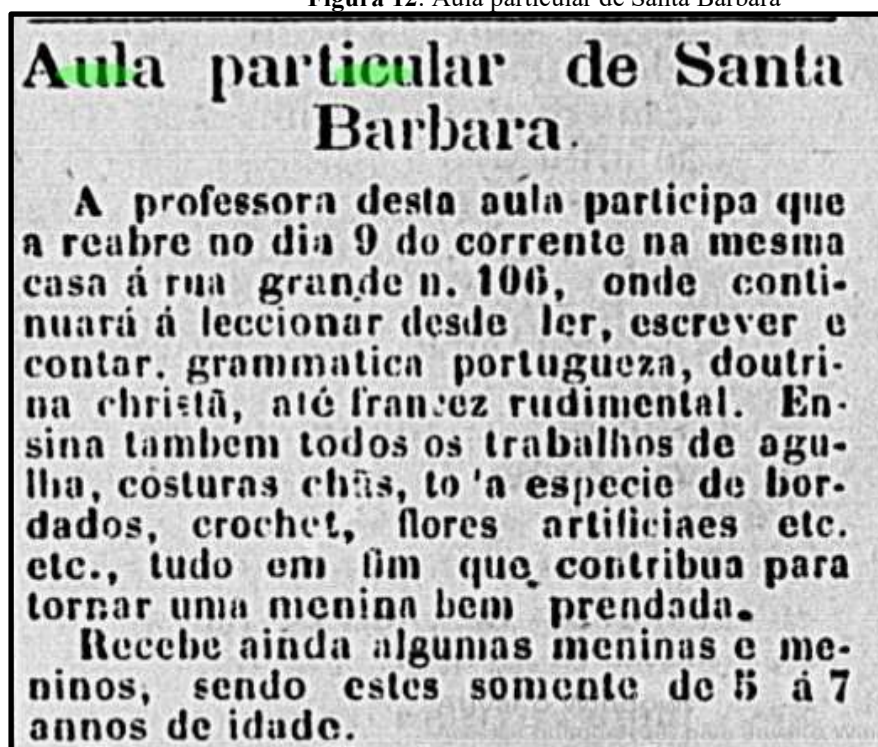 Figura 12: Aula particular de Santa Barbara
Aula particular de Santa
Barbara.
A professora desta aula participa que
a reabre no dia 9 do corrente na mesma
casa á rua grande n. 106, onde conti-
nuará á leccionar desde ler, escrever e
contar. grammatica portugueza, doutri-
na christã, até francez rudimental. En-
sina tambem todos os trabalhos de agu-
lha, costuras chãs, to'a especie de bor-
dados, crochet, flores artificiaes etc.
etc., tudo em fim que contribua para
tornar uma menina bem prendada.
Recebe ainda algumas meninas e me-
ninos, sendo estes somente de 5 á 7
annos de idade.